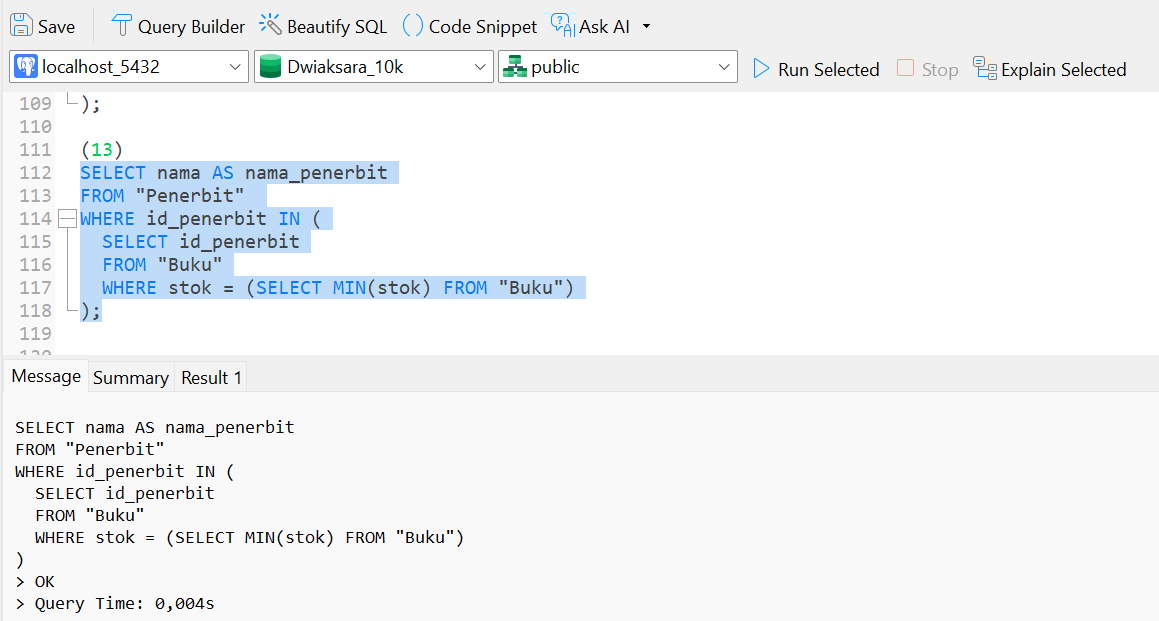 Save Query Builder Beautify SQL () Code Snippet Ask AI
localhost_5432 Dwiaksara_10k public Run Selected Stop Explain Selected
109 );
110
111 (13)
112 SELECT nama AS nama_penerbit
113 FROM "Penerbit"
114 WHERE id_penerbit IN (
115 SELECT id_penerbit
116 FROM "Buku"
117 WHERE stok = (SELECT MIN(stok) FROM "Buku")
118 );
119
Message Summary Result 1
SELECT nama AS nama_penerbit
FROM "Penerbit"
WHERE id_penerbit IN (
SELECT id_penerbit
FROM "Buku"
WHERE stok = (SELECT MIN(stok) FROM "Buku")
)
> OK
> Query Time: 0,004s